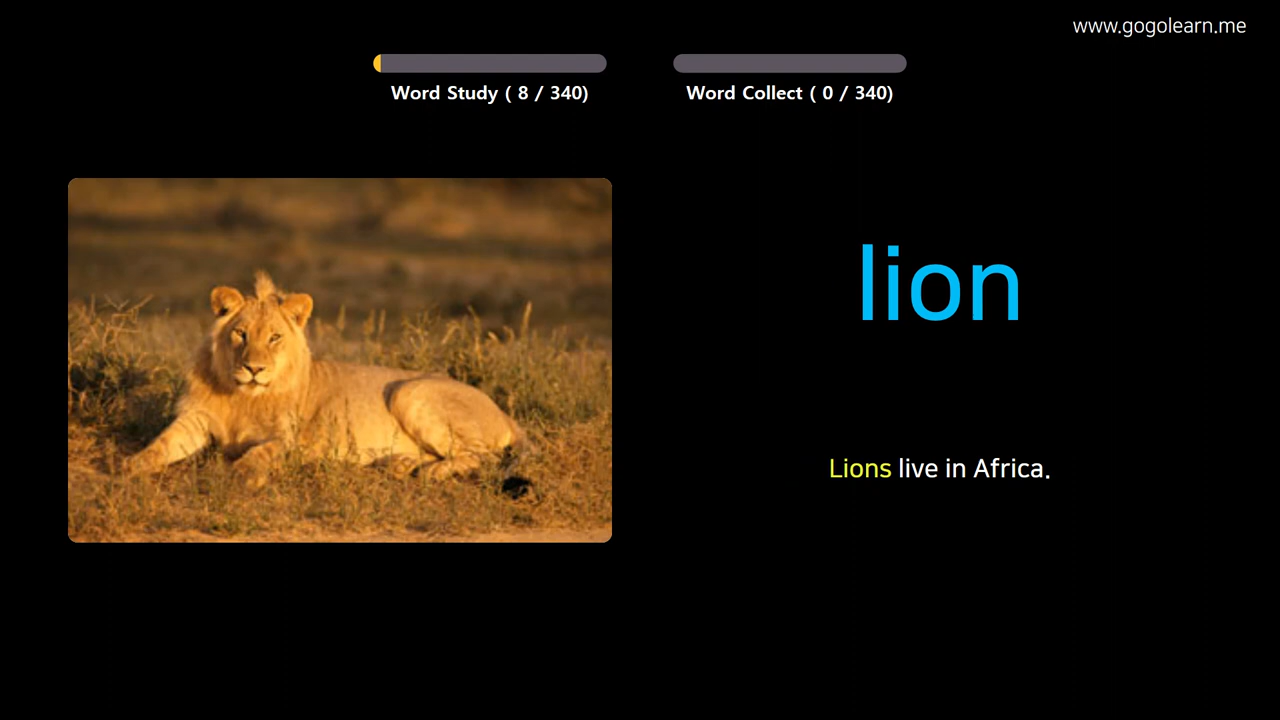 www.gogolearn.me
Word Study ( 8 / 340)
Word Collect ( 0 / 340)
lion
Lions live in Africa.